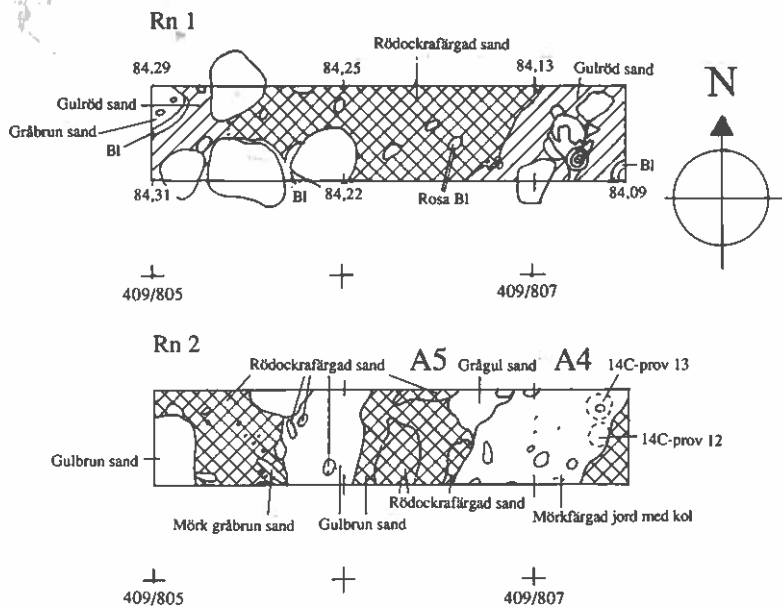 Rn 1
Rödockrafärgad sand
84,29
84,25
84,13
Gulröd sand
N
Gulröd sand
Gråbrun sand
Bl
84,31
Bl
84,22
Rosa Bl
84,09
Bl
409/805
409/807
Rn 2
Rödockrafärgad sand
A5
Grågul sand
A4
14C-prov 13
14C-prov 12
Gulbrun sand
Mörk gråbrun sand
Gulbrun sand
Rödockrafärgad sand
Mörkfärgad jord med kol
409/805
409/807